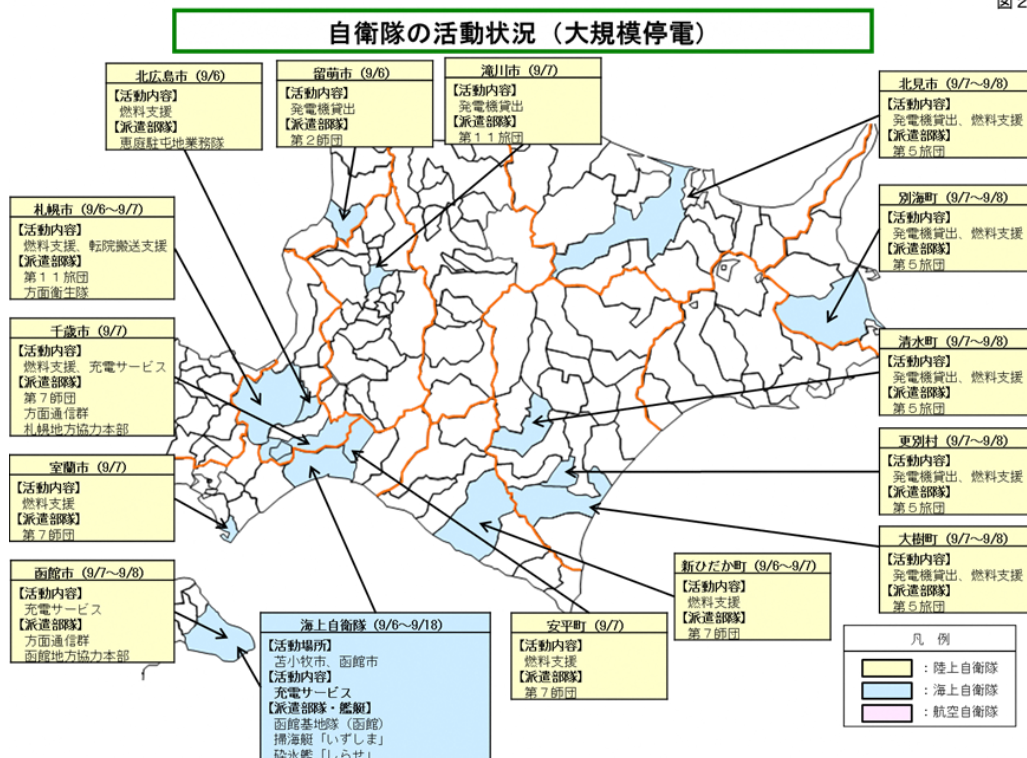 図2
自衛隊の活動状況（大規模停電）
北広島市（9/6）
【活動内容】
燃料支援
【派遣部隊】
恵庭駐屯地業務隊
留萌市（9/6）
【活動内容】
発電機貸出
【派遣部隊】
第２師団
滝川市（9/7）
【活動内容】
発電機貸出
【派遣部隊】
第１１旅団
北見市（9/7～9/8）
【活動内容】
発電機貸出、燃料支援
【派遣部隊】
第５旅団
札幌市（9/6～9/7）
【活動内容】
燃料支援、転院搬送支援
【派遣部隊】
第１１旅団
方面衛生隊
別海町（9/7～9/8）
【活動内容】
発電機貸出、燃料支援
【派遣部隊】
第５旅団
千歳市（9/7）
【活動内容】
燃料支援、充電サービス
【派遣部隊】
第７師団
方面通信群
札幌地方協力本部
清水町（9/7～9/8）
【活動内容】
発電機貸出、燃料支援
【派遣部隊】
第５旅団
室蘭市（9/7）
【活動内容】
燃料支援
【派遣部隊】
第７師団
更別村（9/7～9/8）
【活動内容】
発電機貸出、燃料支援
【派遣部隊】
第５旅団
函館市（9/7～9/8）
【活動内容】
充電サービス
【派遣部隊】
方面通信群
函館地方協力本部
海上自衛隊（9/6～9/18）
【活動場所】
苫小牧市、函館市
【活動内容】
充電サービス
【派遣部隊・艦艇】
函館基地隊（函館）
掃海艇「いずしま」
砕氷艦「しらせ」
安平町（9/7）
【活動内容】
燃料支援
【派遣部隊】
第７師団
新ひだか町（9/6～9/7）
【活動内容】
燃料支援
【派遣部隊】
第７師団
大樹町（9/7～9/8）
【活動内容】
発電機貸出、燃料支援
【派遣部隊】
第５旅団
凡　例
：陸上自衛隊
：海上自衛隊
：航空自衛隊